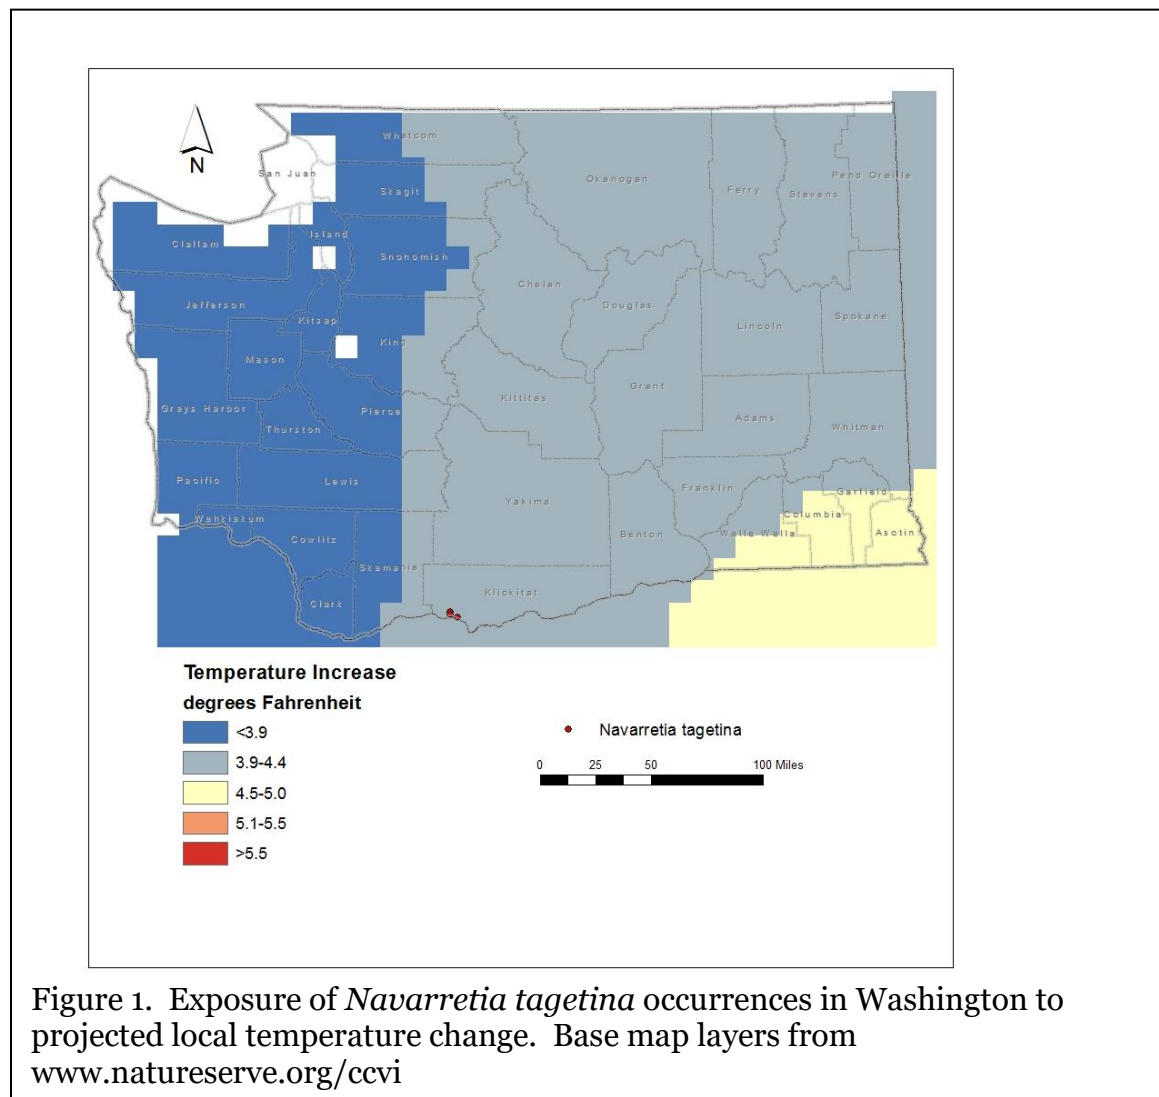 N
Whatcom
San Juan
Skagit
Okanogan
Ferry
Stevens
Pend Oreille
Island
Clallam
Snohomish
Chelan
Jefferson
Kitsap
Douglas
Lincoln
Spokane
King
Mason
Grays Harbor
Kittitas
Grant
Pierce
Thurston
Adams
Whitman
Pacific
Lewis
Yakima
Franklin
Garfield
Columbia
Wahkiakum
Cowlitz
Benton
Walla Walla
Asotin
Skamania
Klickitat
Clark
Temperature Increase
degrees Fahrenheit
<3.9
3.9-4.4
4.5-5.0
5.1-5.5
>5.5
Navarretia tagetina
0 25 50 100 Miles
Figure 1. Exposure of Navarretia tagetina occurrences in Washington to
projected local temperature change. Base map layers from
www.natureserve.org/ccvi